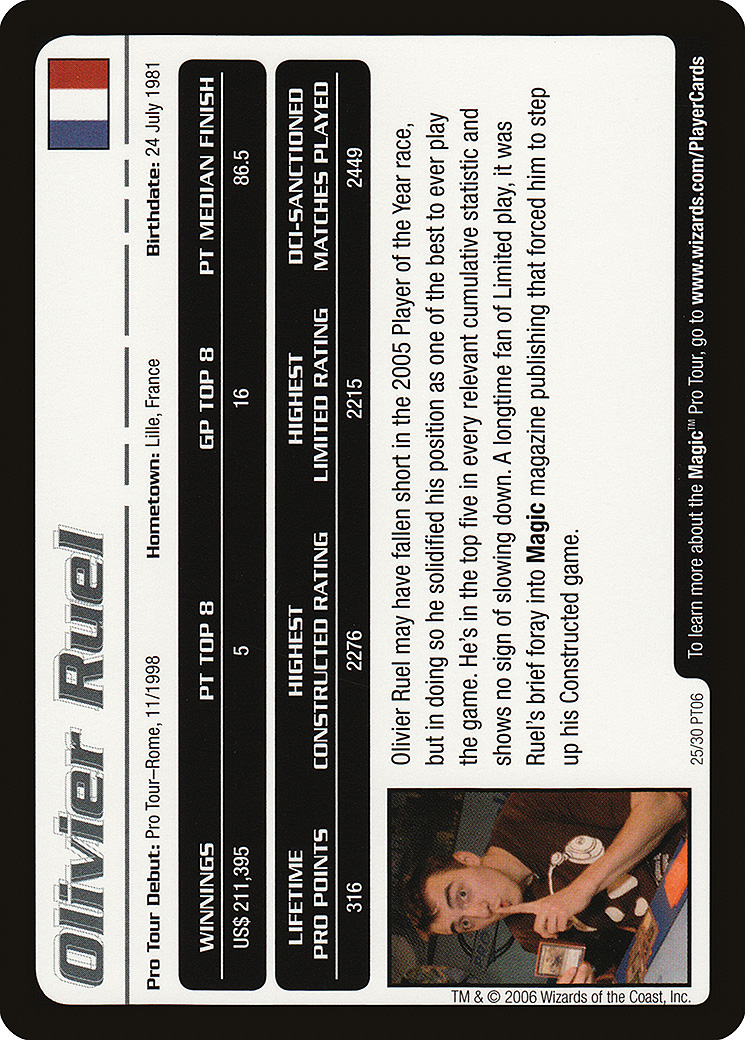 Olivier Ruel
Pro Tour Debut: Pro Tour–Rome, 11/1998 Hometown: Lille, France Birthdate: 24 July 1981
WINNINGS PT TOP 8 GP TOP 8 PT MEDIAN FINISH
US$ 211,395 5 16 86.5
LIFETIME HIGHEST HIGHEST DCI-SANCTIONED
PRO POINTS CONSTRUCTED RATING LIMITED RATING MATCHES PLAYED
316 2276 2215 2449
Olivier Ruel may have fallen short in the 2005 Player of the Year race,
but in doing so he solidified his position as one of the best to ever play
the game. He's in the top five in every relevant cumulative statistic and
shows no sign of slowing down. A longtime fan of Limited play, it was
Ruel's brief foray into Magic magazine publishing that forced him to step
up his Constructed game.
TM & © 2006 Wizards of the Coast, Inc.
25/30 PT06
To learn more about the Magic™ Pro Tour, go to www.wizards.com/PlayerCards